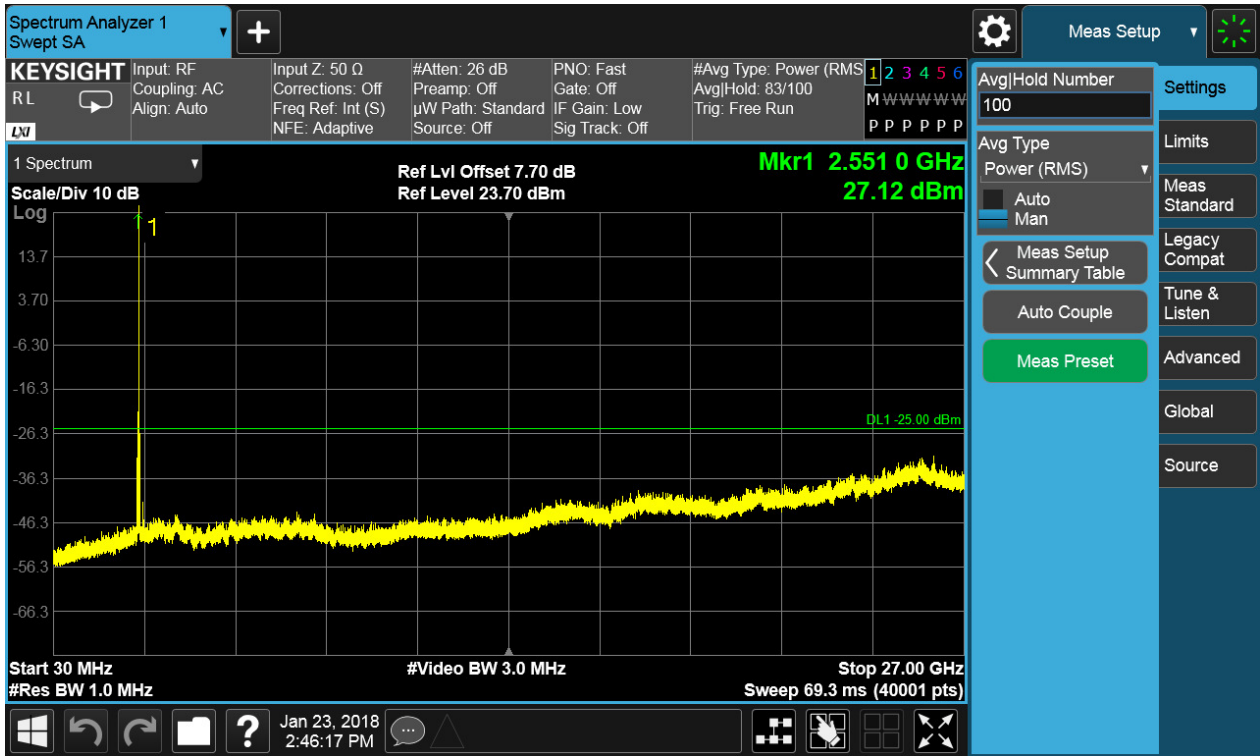 Spectrum Analyzer 1
Swept SA
+
Meas Setup
KEYSIGHT
RL
LXI
Input: RF
Coupling: AC
Align: Auto
Input Z: 50 Ω
Corrections: Off
Freq Ref: Int (S)
NFE: Adaptive
#Atten: 26 dB
Preamp: Off
µW Path: Standard
Source: Off
PNO: Fast
Gate: Off
IF Gain: Low
Sig Track: Off
#Avg Type: Power (RMS
Avg|Hold: 83/100
Trig: Free Run
1 2 3 4 5 6
M W W W W W
P P P P P P
1 Spectrum
Scale/Div 10 dB
Log
Ref Lvl Offset 7.70 dB
Ref Level 23.70 dBm
Mkr1 2.551 0 GHz
27.12 dBm
1
13.7
3.70
-6.30
-16.3
DL1 -25.00 dBm
-26.3
-36.3
-46.3
-56.3
-66.3
Start 30 MHz
#Video BW 3.0 MHz
Stop 27.00 GHz
#Res BW 1.0 MHz
Sweep 69.3 ms (40001 pts)
Avg|Hold Number
100
Avg Type
Power (RMS)
Auto
Man
Meas Setup
Summary Table
Auto Couple
Meas Preset
Settings
Limits
Meas
Standard
Legacy
Compat
Tune &
Listen
Advanced
Global
Source
?
Jan 23, 2018
2:46:17 PM